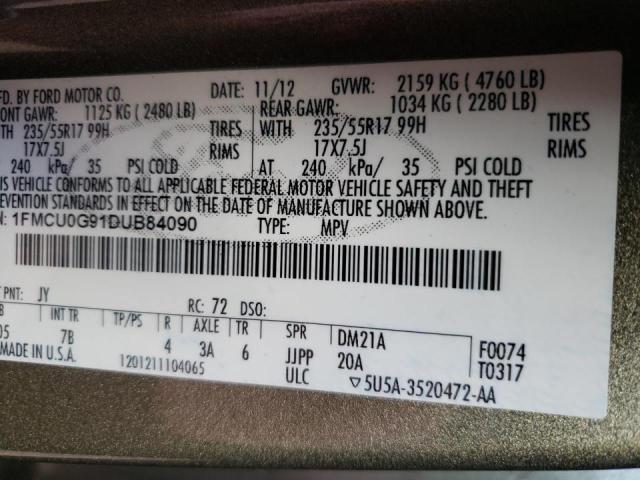 FD. BY FORD MOTOR CO. DATE: 11/12 GVWR: 2159 KG ( 4760 LB)
ONT GAWR: 1125 KG ( 2480 LB) REAR GAWR: 1034 KG ( 2280 LB)
ITH 235/55R17 99H TIRES WITH 235/55R17 99H TIRES
17X7.5J RIMS 17X7.5J RIMS
240 kPa/ 35 PSI COLD AT 240 kPa/ 35 PSI COLD
IS VEHICLE CONFORMS TO ALL APPLICABLE FEDERAL MOTOR VEHICLE SAFETY AND THEFT
EVENTION STANDARDS IN EFFECT ON THE DATE OF MANUFACTURE SHOWN ABOVE.
N: 1FMCU0G91DUB84090 TYPE: MPV
T PNT: JY RC: 72 DSO:
B INT TR TP/PS R AXLE TR SPR DM21A F0074
05 7B 4 3A 6 JJPP 20A T0317
MADE IN U.S.A. 1201211104065 ULC ▽5U5A-3520472-AA